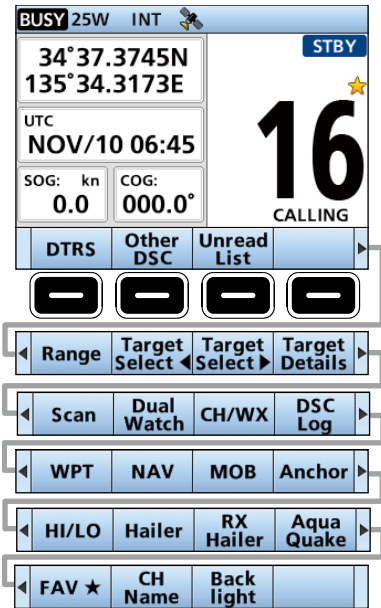 BUSY 25W INT
STBY
34°37.3745N
135°34.3173E
UTC
NOV/10 06:45
SOG: kn
0.0
COG:
000.0°
16
CALLING
DTRS Other DSC Unread List
Range Target Select ◀ Target Select ▶ Target Details
Scan Dual Watch CH/WX DSC Log
WPT NAV MOB Anchor
HI/LO Hailer RX Hailer Aqua Quake
FAV ★ CH Name Back light